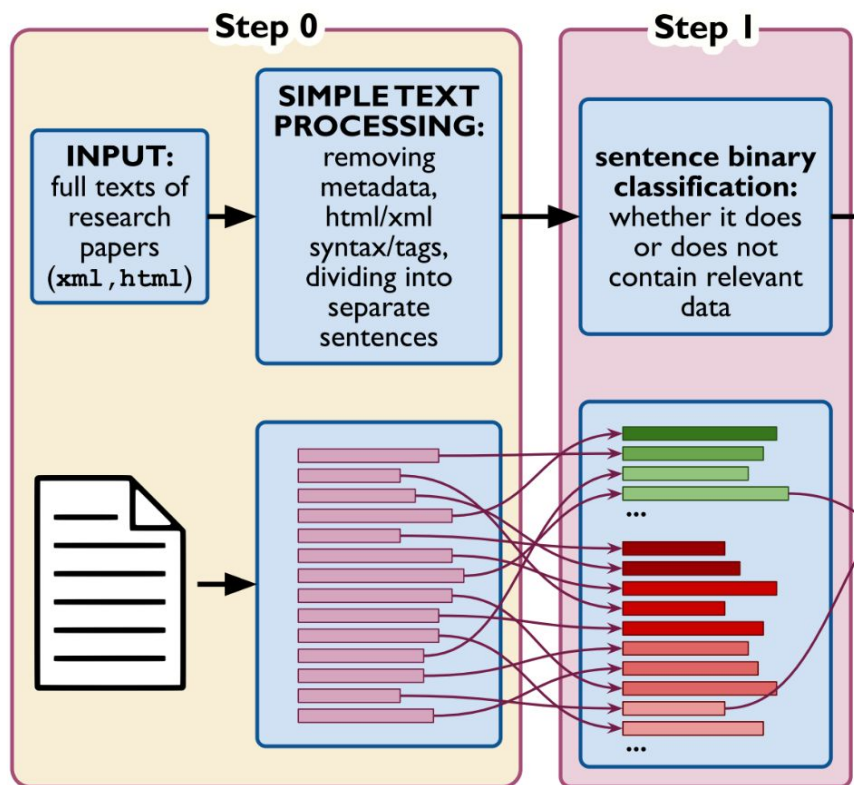 Step 0
INPUT:
full texts of
research
papers
(xml,html)
SIMPLE TEXT
PROCESSING:
removing
metadata,
html/xml
syntax/tags,
dividing into
separate
sentences
Step 1
sentence binary
classification:
whether it does
or does not
contain relevant
data
...
...